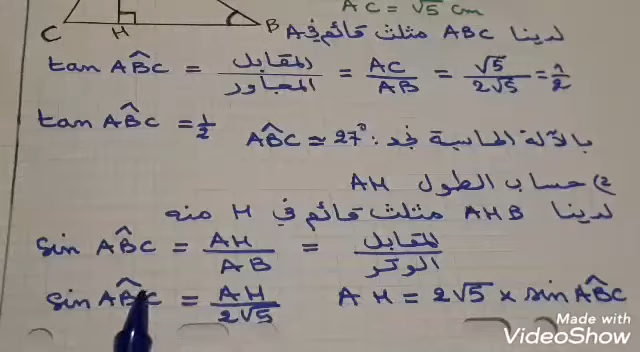 AC = √5 cm
C H B
لدينا ABC مثلث قائم في A
tan AB̂C = المقابل/المجاور = AC/AB = √5/2√5 = 1/2
tan AB̂C = 1/2 بالآلة الحاسبة نجد: AB̂C ≃ 27°
2) حساب الطول AH
لدينا AHB مثلث قائم في H منه
sin AB̂C = AH/AB = المقابل/الوتر
sin AB̂C = AH/2√5 AH = 2√5 × sin AB̂C
Made with
VideoShow